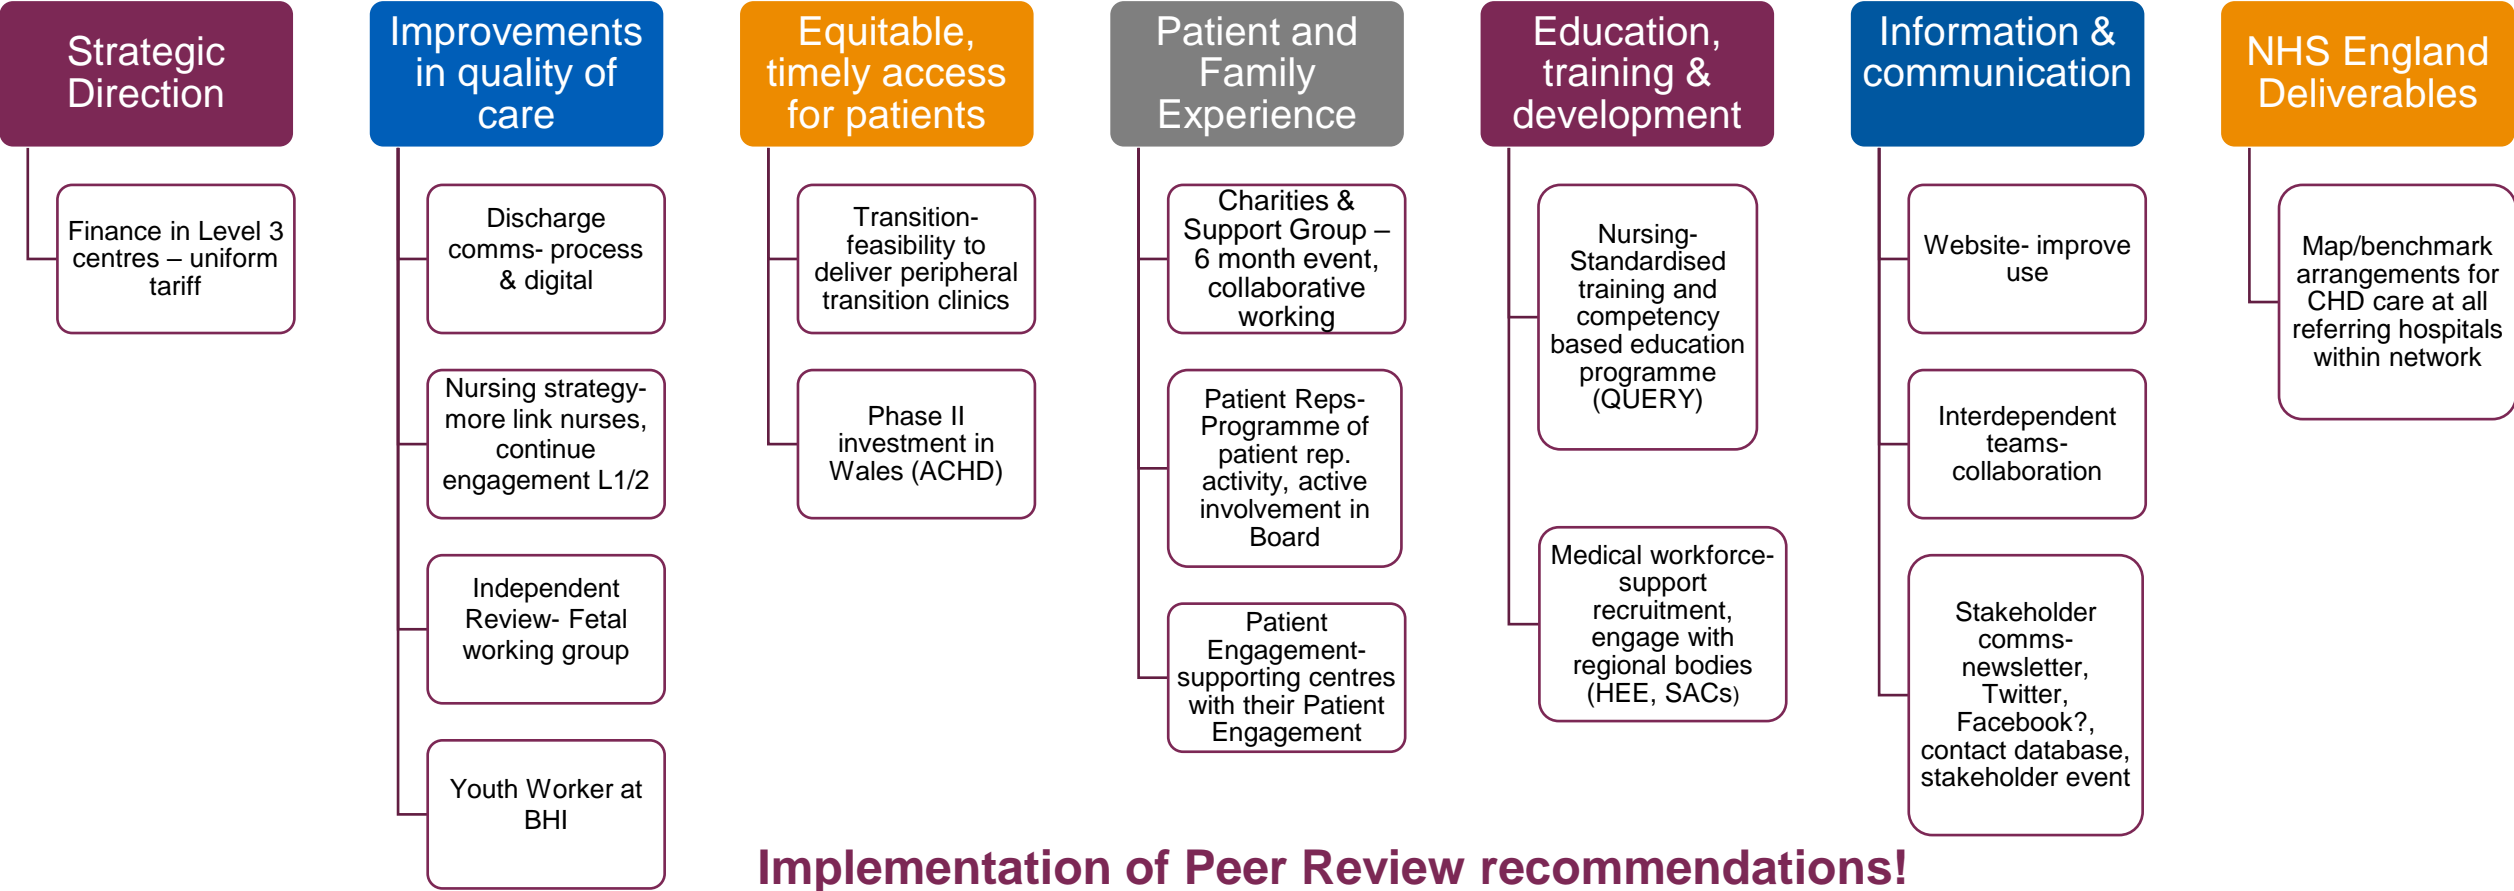 Strategic
Direction
Finance in Level 3
centres – uniform
tariff
Improvements
in quality of
care
Discharge
comms- process
& digital
Nursing strategy-
more link nurses,
continue
engagement L1/2
Independent
Review- Fetal
working group
Youth Worker at
BHI
Equitable,
timely access
for patients
Transition-
feasibility to
deliver peripheral
transition clinics
Phase II
investment in
Wales (ACHD)
Patient and
Family
Experience
Charities &
Support Group –
6 month event,
collaborative
working
Patient Reps-
Programme of
patient rep.
activity, active
involvement in
Board
Patient
Engagement-
supporting centres
with their Patient
Engagement
Education,
training &
development
Nursing-
Standardised
training and
competency
based education
programme
(QUERY)
Medical workforce-
support
recruitment,
engage with
regional bodies
(HEE, SACs)
Information &
communication
Website- improve
use
Interdependent
teams-
collaboration
Stakeholder
comms-
newsletter,
Twitter,
Facebook?,
contact database,
stakeholder event
NHS England
Deliverables
Map/benchmark
arrangements for
CHD care at all
referring hospitals
within network
Implementation of Peer Review recommendations!